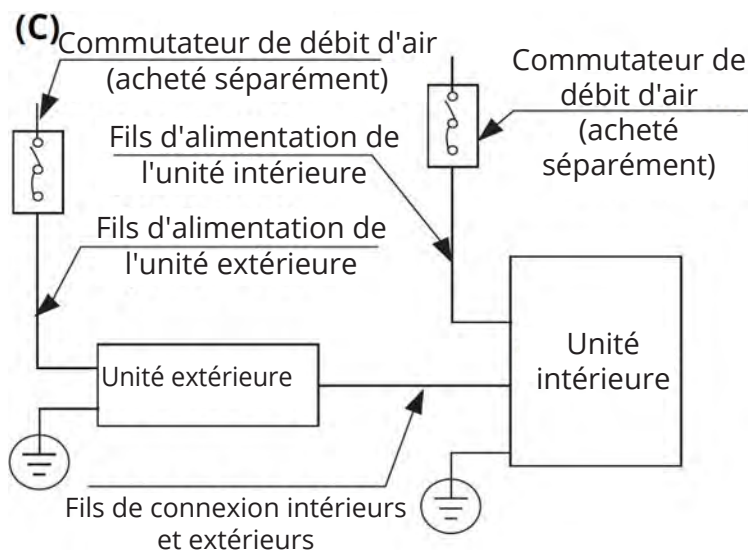 (C)
Commutateur de débit d'air
(acheté séparément)
Commutateur de
débit d'air
(acheté
séparément)
Fils d'alimentation de
l'unité intérieure
Fils d'alimentation de
l'unité extérieure
Unité extérieure
Unité
intérieure
Fils de connexion intérieurs
et extérieurs